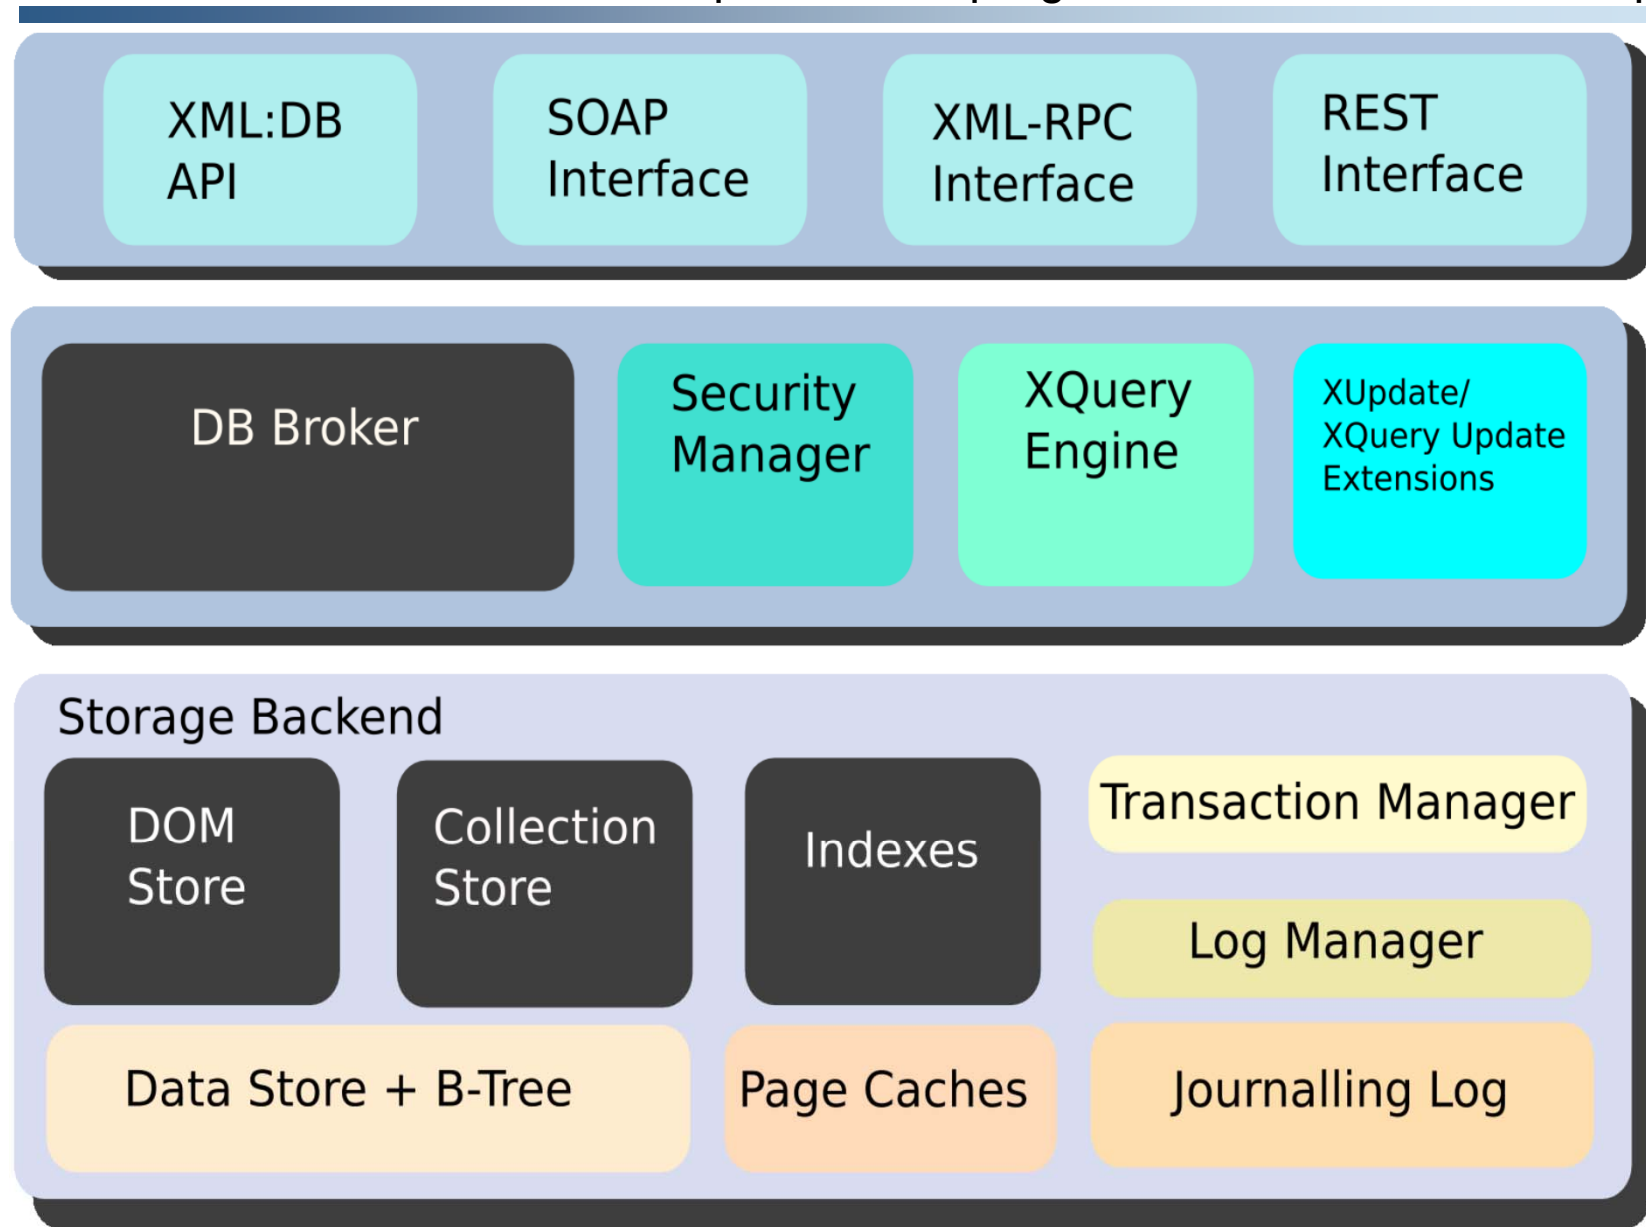 XML:DB
API
SOAP
Interface
XML-RPC
Interface
REST
Interface
DB Broker
Security
Manager
XQuery
Engine
XUpdate/
XQuery Update
Extensions
Storage Backend
DOM
Store
Collection
Store
Indexes
Transaction Manager
Log Manager
Data Store + B-Tree
Page Caches
Journalling Log